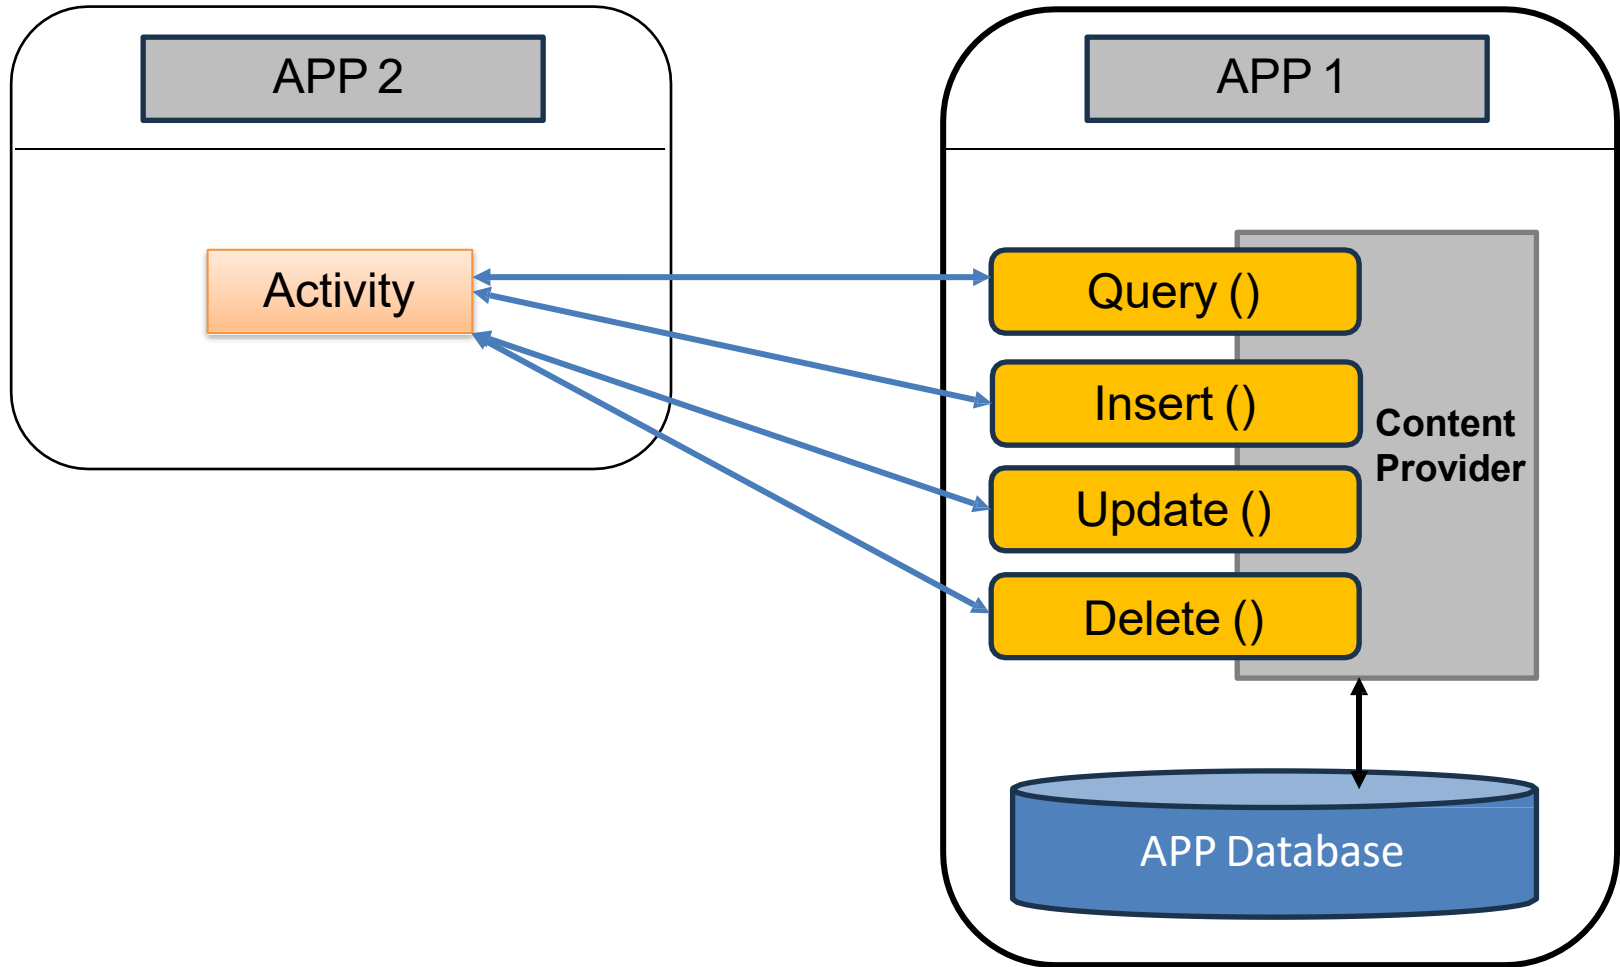 APP 2
APP 1
Activity
Query ()
Insert ()
Update ()
Delete ()
Content
Provider
APP Database